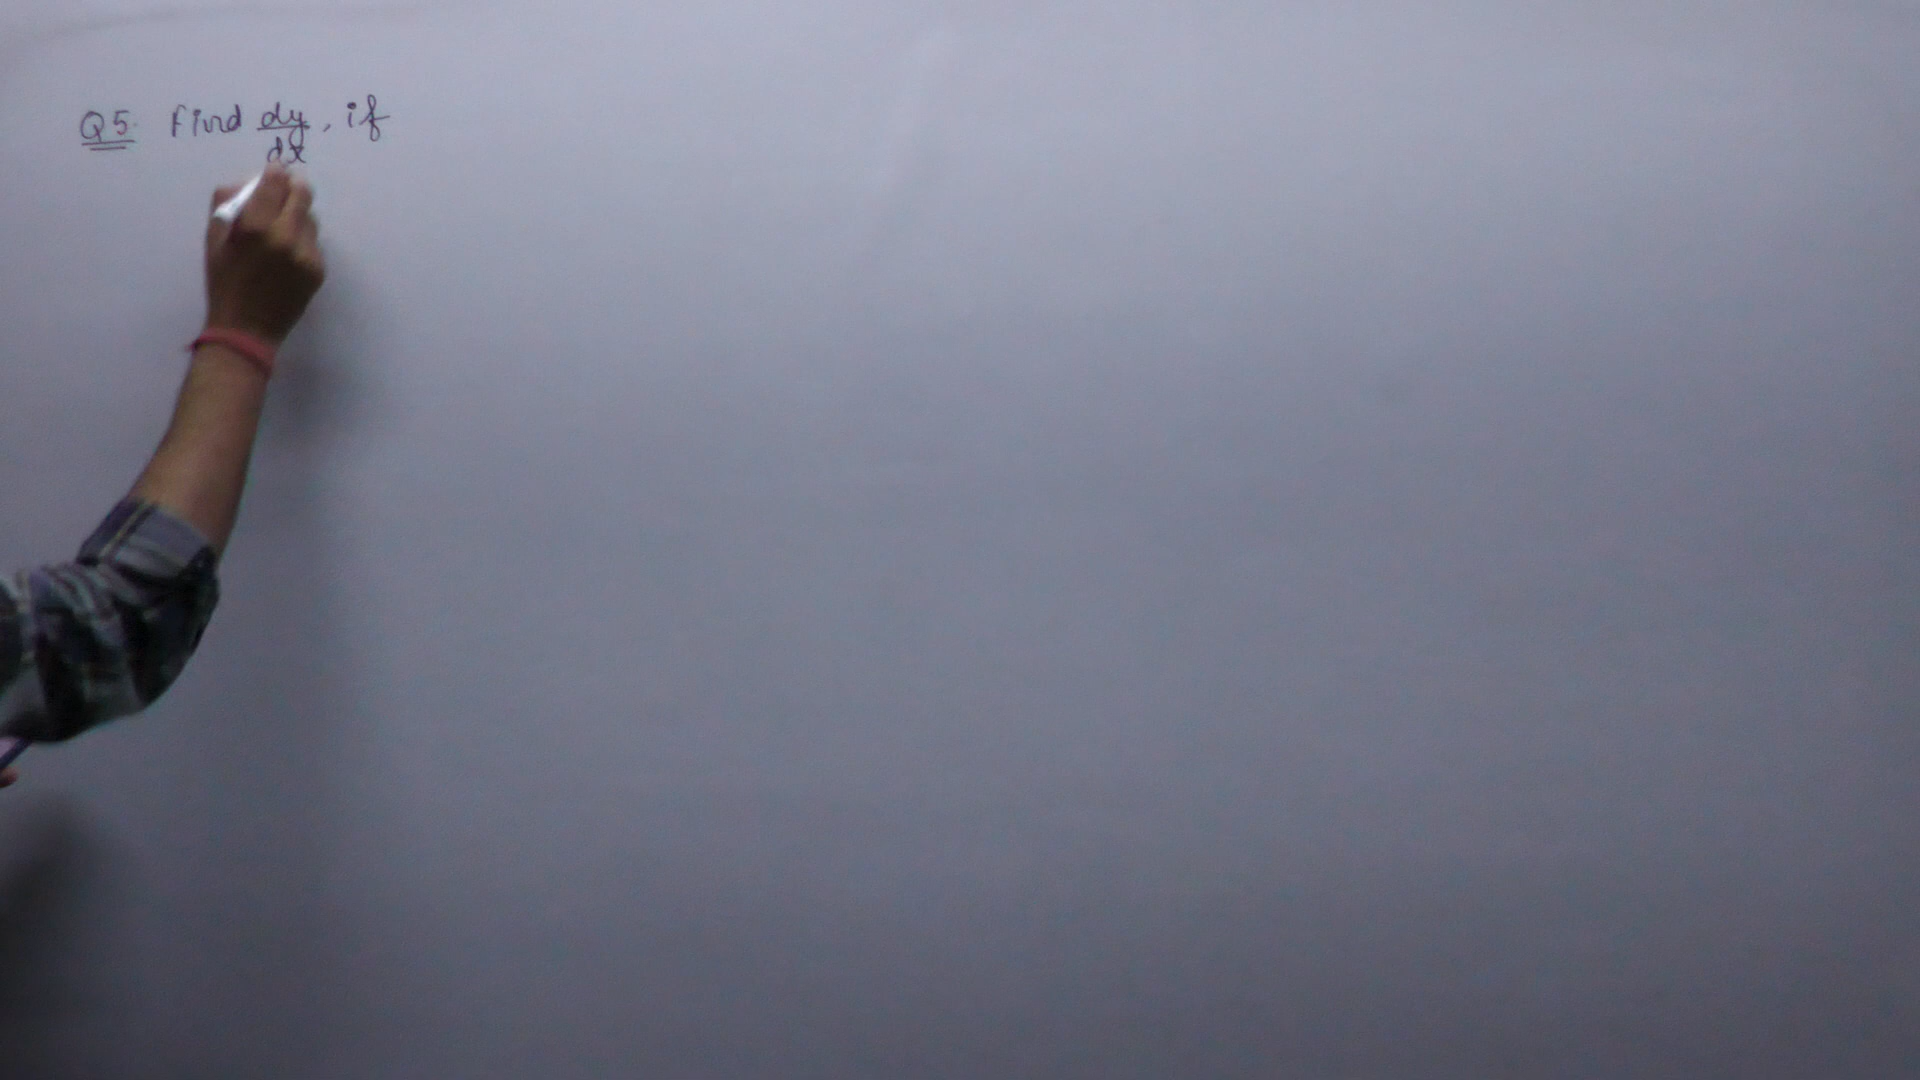 Q5. Find dy/dx, if